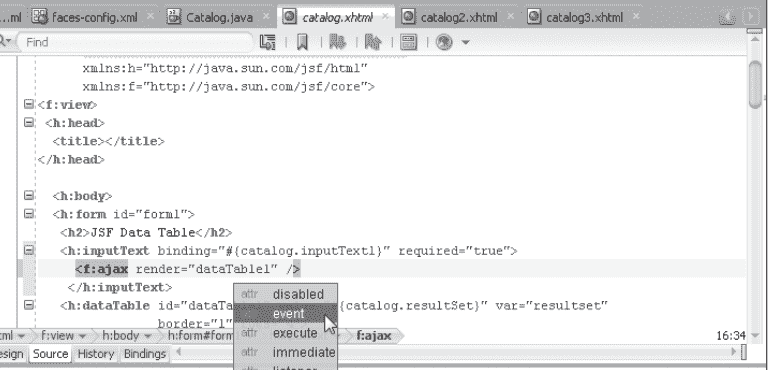 ...ml faces-config.xml Catalog.java catalog.xhtml catalog2.xhtml catalog3.xhtml
Find
xmlns:h="http://java.sun.com/jsf/html"
xmlns:f="http://java.sun.com/jsf/core">
<f:view>
<h:head>
<title></title>
</h:head>
<h:body>
<h:form id="form1">
<h2>JSF Data Table</h2>
<h:inputText binding="#{catalog.inputText1}" required="true">
<f:ajax render="dataTable1" />
</h:inputText>
attr disabled
<h:dataTable id="dataTa {catalog.resultSet}" var="resultset"
attr event
border="1"
attr execute
tml f:view h:body h:form#form f:ajax 16:34
attr immediate
esign Source History Bindings
attr